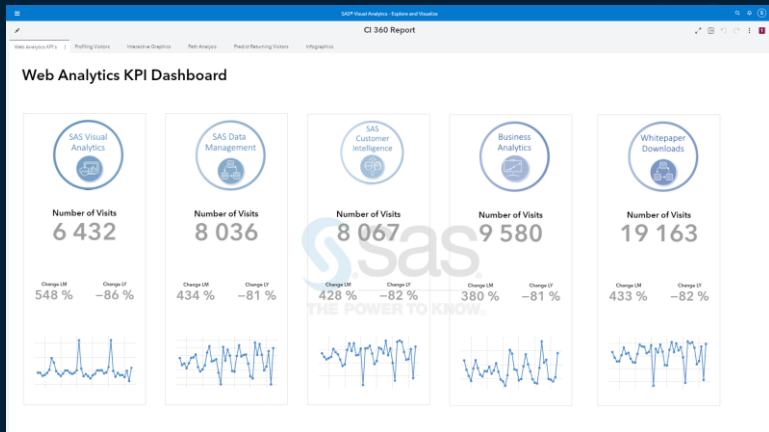 SAS® Visual Analytics - Explore and Visualize
CI 360 Report
Web Analytics KPI's
Profiling Visitors
Interactive Graphics
Path Analysis
Predict Returning Visitors
Infographics
Web Analytics KPI Dashboard
SAS Visual
Analytics
Number of Visits
6 432
Change LM
Change LY
548 %
−86 %
SAS Data
Management
Number of Visits
8 036
Change LM
Change LY
434 %
−81 %
SAS
Customer
Intelligence
Number of Visits
8 067
Change LM
Change LY
428 %
−82 %
Business
Analytics
Number of Visits
9 580
Change LM
Change LY
380 %
−81 %
Whitepaper
Downloads
Number of Visits
19 163
Change LM
Change LY
433 %
−82 %
sas
THE POWER TO KNOW.